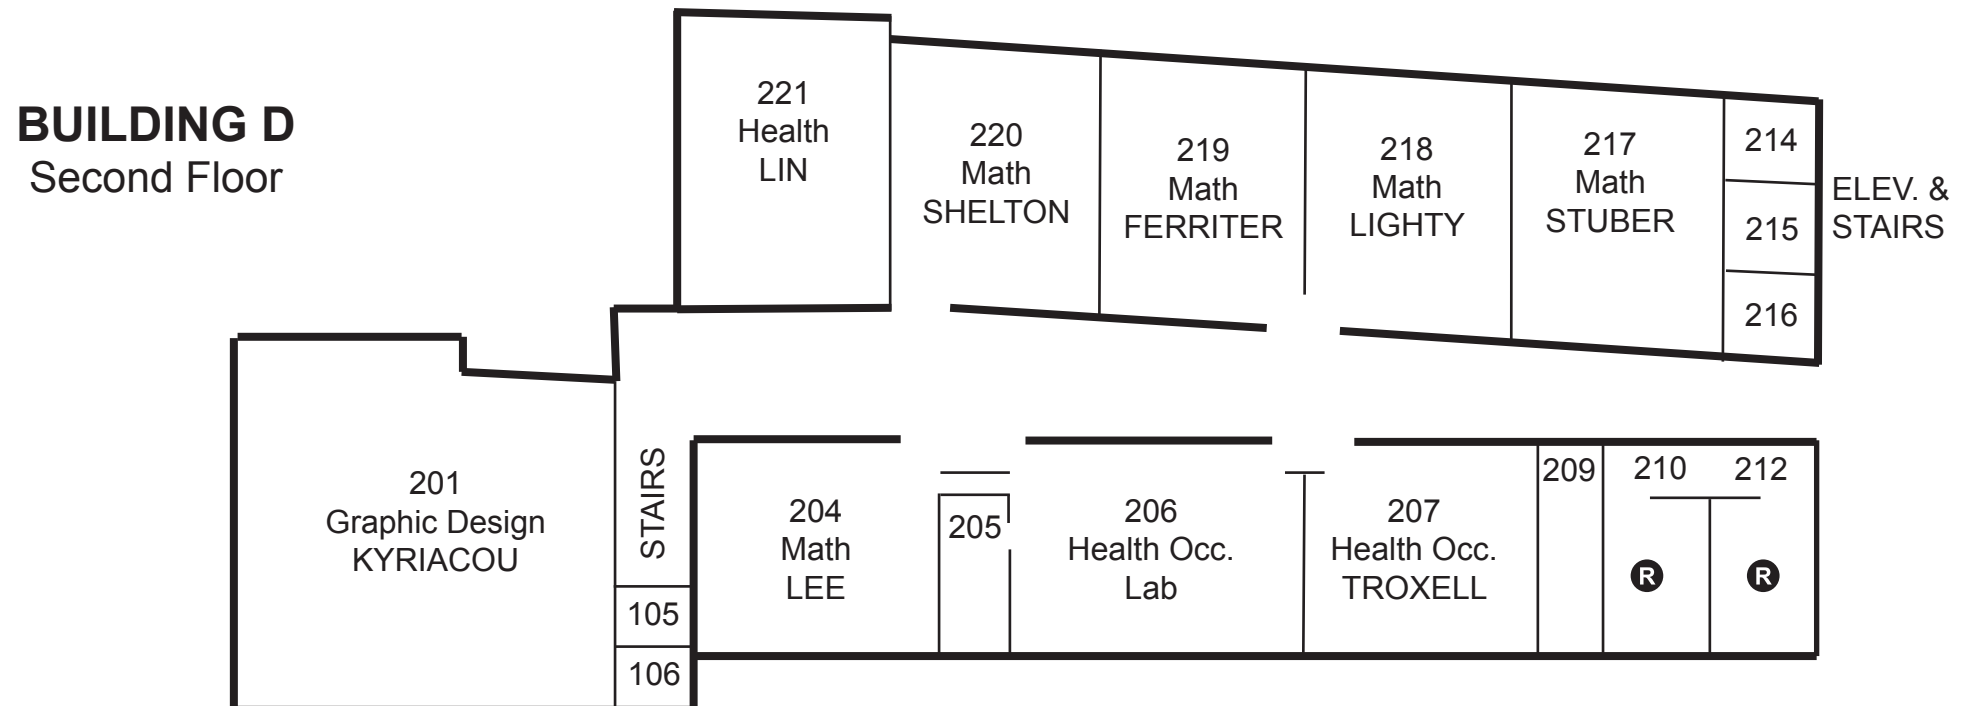 BUILDING D
Second Floor
221
Health
LIN
220
Math
SHELTON
219
Math
FERRITER
218
Math
LIGHTY
217
Math
STUBER
214
215
216
ELEV. &
STAIRS
201
Graphic Design
KYRIACOU
STAIRS
105
106
204
Math
LEE
205
206
Health Occ.
Lab
207
Health Occ.
TROXELL
209
210
212
R
R